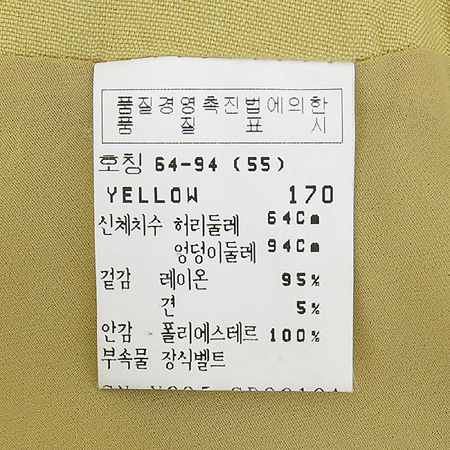 품질경영촉진법에의한
품 질 표 시
호칭 64-94 (55)
YELLOW 170
신체치수 허리둘레 64Cm
엉덩이둘레 94Cm
겉감 레이온 95%
견 5%
안감 폴리에스테르 100%
부속물 장식벨트